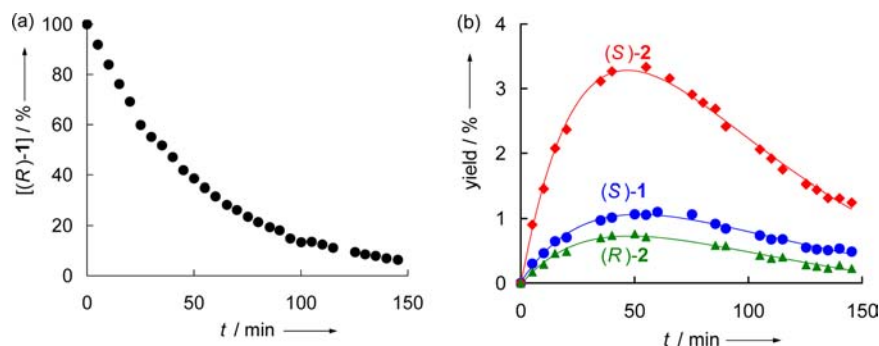 (a)
100
80
60
40
20
0
[(R)-1] / %
0 50 100 150
t / min
(b)
4
3
2
1
0
yield / %
(S)-2
(S)-1
(R)-2
0 50 100 150
t / min